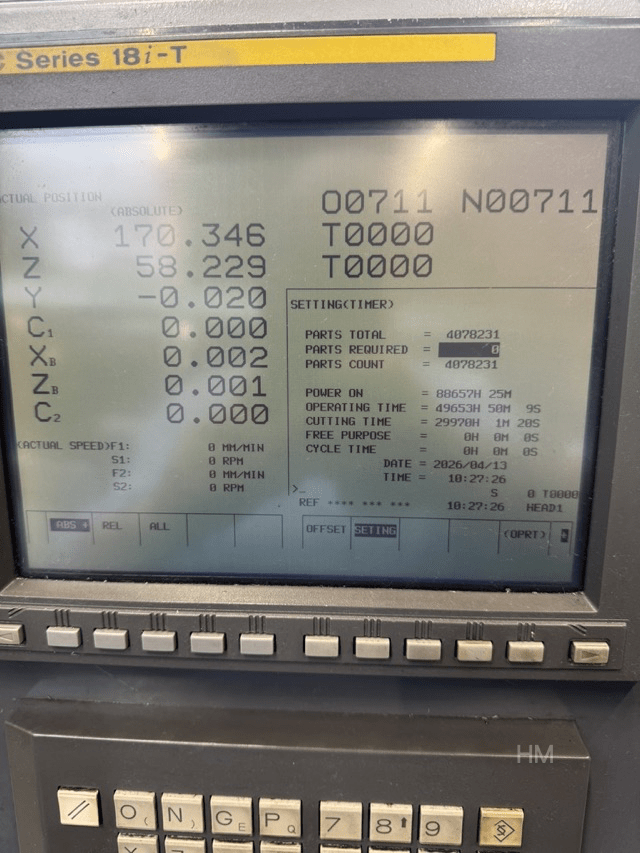 C Series 18i-T
ACTUAL POSITION
(ABSOLUTE)
O0711 N00711
X 170.346 T0000
Z 58.229 T0000
Y -0.020
C1 0.000
XB 0.002
ZB 0.001
C2 0.000
(ACTUAL SPEED)F1: 0 MM/MIN
S1: 0 RPM
F2: 0 MM/MIN
S2: 0 RPM
SETTING(TIMER)
PARTS TOTAL = 4078231
PARTS REQUIRED = 0
PARTS COUNT = 4078231
POWER ON = 88657H 25M
OPERATING TIME = 49653H 50M 9S
CUTTING TIME = 29970H 1M 20S
FREE PURPOSE = 0H 0M 0S
CYCLE TIME = 0H 0M 0S
DATE = 2026/04/13
TIME = 10:27:26
>_ S 0 T0000
REF **** *** *** 10:27:26 HEAD1
ABS REL ALL
OFFSET SETING (OPRT)
HM
O( N) GE PQ 7 8 9 S